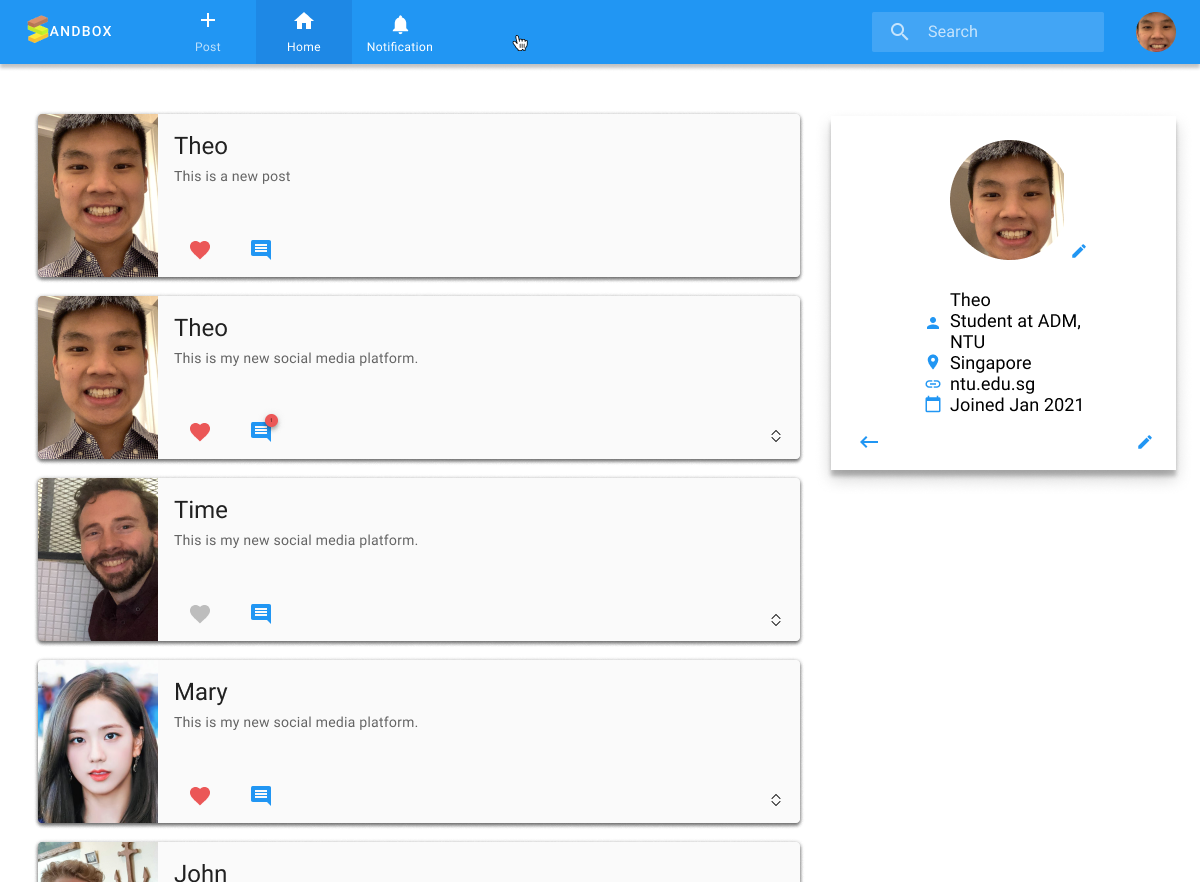 SANDBOX
Post
Home
Notification
Search
Theo
This is a new post
Theo
This is my new social media platform.
Time
This is my new social media platform.
Mary
This is my new social media platform.
John
Theo
Student at ADM,
NTU
Singapore
ntu.edu.sg
Joined Jan 2021